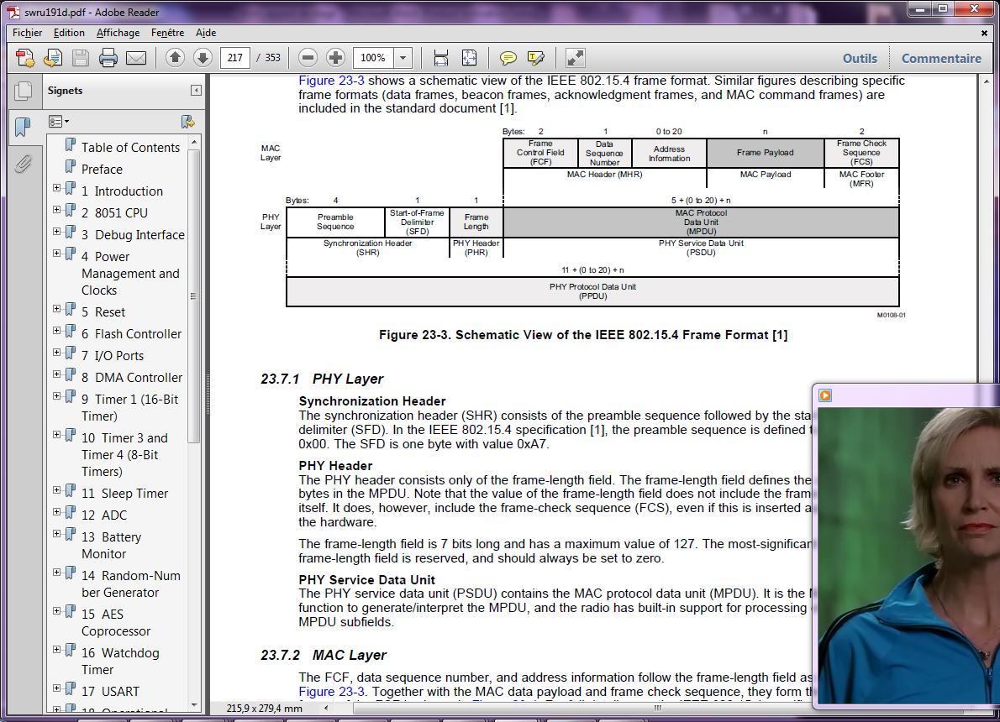 swru191d.pdf - Adobe Reader
Fichier Edition Affichage Fenêtre Aide
217 / 353 100% Outils Commentaire
Signets
Table of Contents
Preface
1 Introduction
2 8051 CPU
3 Debug Interface
4 Power
Management and
Clocks
5 Reset
6 Flash Controller
7 I/O Ports
8 DMA Controller
9 Timer 1 (16-Bit
Timer)
10 Timer 3 and
Timer 4 (8-Bit
Timers)
11 Sleep Timer
12 ADC
13 Battery
Monitor
14 Random-Num
ber Generator
15 AES
Coprocessor
16 Watchdog
Timer
17 USART
18 Operational
Figure 23-3 shows a schematic view of the IEEE 802.15.4 frame format. Similar figures describing specific
frame formats (data frames, beacon frames, acknowledgment frames, and MAC command frames) are
included in the standard document [1].
Bytes: 2 1 0 to 20 n 2
MAC
Layer
Frame
Control Field
(FCF)
Data
Sequence
Number
Address
Information
Frame Payload
Frame Check
Sequence
(FCS)
MAC Header (MHR)
MAC Payload
MAC Footer
(MFR)
Bytes: 4 1 1 5 + (0 to 20) + n
PHY
Layer
Preamble
Sequence
Start-of-Frame
Delimiter
(SFD)
Frame
Length
MAC Protocol
Data Unit
(MPDU)
Synchronization Header
(SHR)
PHY Header
(PHR)
PHY Service Data Unit
(PSDU)
11 + (0 to 20) + n
PHY Protocol Data Unit
(PPDU)
M0108-01
Figure 23-3. Schematic View of the IEEE 802.15.4 Frame Format [1]
23.7.1 PHY Layer
Synchronization Header
The synchronization header (SHR) consists of the preamble sequence followed by the sta
delimiter (SFD). In the IEEE 802.15.4 specification [1], the preamble sequence is defined
0x00. The SFD is one byte with value 0xA7.
PHY Header
The PHY header consists only of the frame-length field. The frame-length field defines the
bytes in the MPDU. Note that the value of the frame-length field does not include the fram
itself. It does, however, include the frame-check sequence (FCS), even if this is inserted a
the hardware.
The frame-length field is 7 bits long and has a maximum value of 127. The most-significan
frame-length field is reserved, and should always be set to zero.
PHY Service Data Unit
The PHY service data unit (PSDU) contains the MAC protocol data unit (MPDU). It is the
function to generate/interpret the MPDU, and the radio has built-in support for processing
MPDU subfields.
23.7.2 MAC Layer
The FCF, data sequence number, and address information follow the frame-length field as
Figure 23-3. Together with the MAC data payload and frame check sequence, they form th
215,9 x 279,4 mm